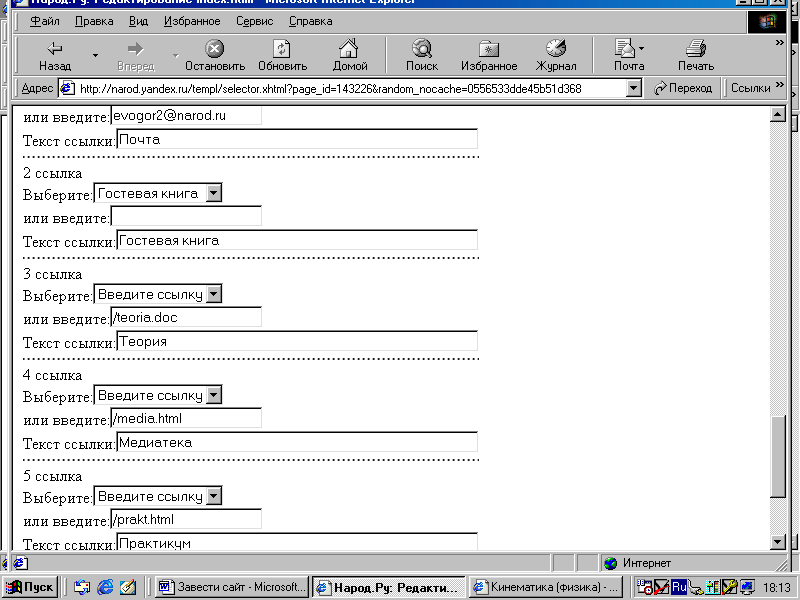 Народ.Ру: Редактирование index.html - Microsoft Internet Explorer
Файл Правка Вид Избранное Сервис Справка
Назад Вперед Остановить Обновить Домой Поиск Избранное Журнал Почта Печать »
Адрес http://narod.yandex.ru/templ/selector.xhtml?page_id=143226&random_nocache=0556533dde45b51d368 Переход Ссылки »
или введите: evogor2@narod.ru
Текст ссылки: Почта
2 ссылка
Выберите: Гостевая книга
или введите:
Текст ссылки: Гостевая книга
3 ссылка
Выберите: Введите ссылку
или введите: /teoria.doc
Текст ссылки: Теория
4 ссылка
Выберите: Введите ссылку
или введите: /media.html
Текст ссылки: Медиатека
5 ссылка
Выберите: Введите ссылку
или введите: /prakt.html
Текст ссылки: Практикум
Интернет
Пуск Завести сайт - Microsoft... Народ.Ру: Редакти... Кинематика (физика) - ... Ru 18:13